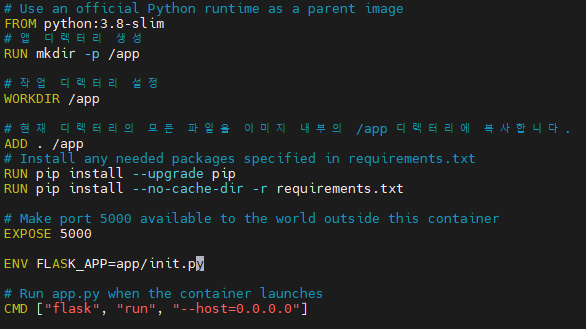 # Use an official Python runtime as a parent image
FROM python:3.8-slim
# 앱 디렉터리 생성
RUN mkdir -p /app
# 작업 디렉터리 설정
WORKDIR /app
# 현재 디렉터리의 모든 파일을 이미지 내부의 /app 디렉터리에 복사합니다.
ADD . /app
# Install any needed packages specified in requirements.txt
RUN pip install --upgrade pip
RUN pip install --no-cache-dir -r requirements.txt
# Make port 5000 available to the world outside this container
EXPOSE 5000
ENV FLASK_APP=app/init.py
# Run app.py when the container launches
CMD ["flask", "run", "--host=0.0.0.0"]